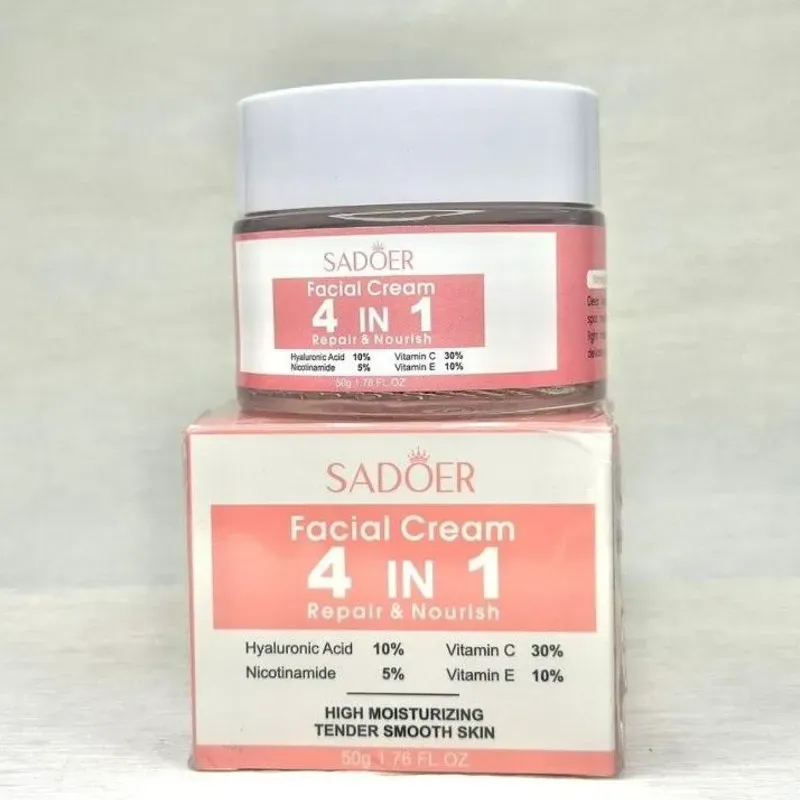 SADOER
Facial Cream
4 IN 1
Repair & Nourish
Hyaluronic Acid 10% Vitamin C 30%
Nicotinamide 5% Vitamin E 10%
50g 1.76 FL.OZ
SADOER
Facial Cream
4 IN 1
Repair & Nourish
Hyaluronic Acid 10% Vitamin C 30%
Nicotinamide 5% Vitamin E 10%
HIGH MOISTURIZING
TENDER SMOOTH SKIN
50g 1.76 FL.OZ